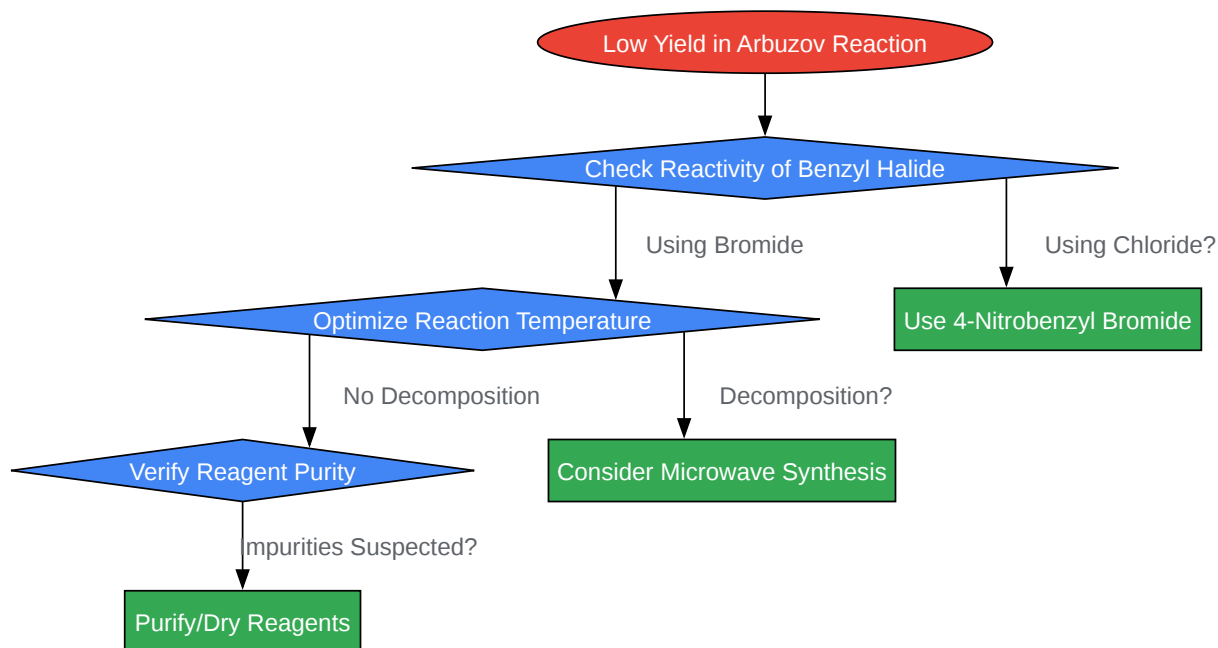 Low Yield in Arbuzov Reaction
Check Reactivity of Benzyl Halide
Using Bromide
Using Chloride?
Optimize Reaction Temperature
Use 4-Nitrobenzyl Bromide
No Decomposition
Decomposition?
Verify Reagent Purity
Consider Microwave Synthesis
Impurities Suspected?
Purify/Dry Reagents